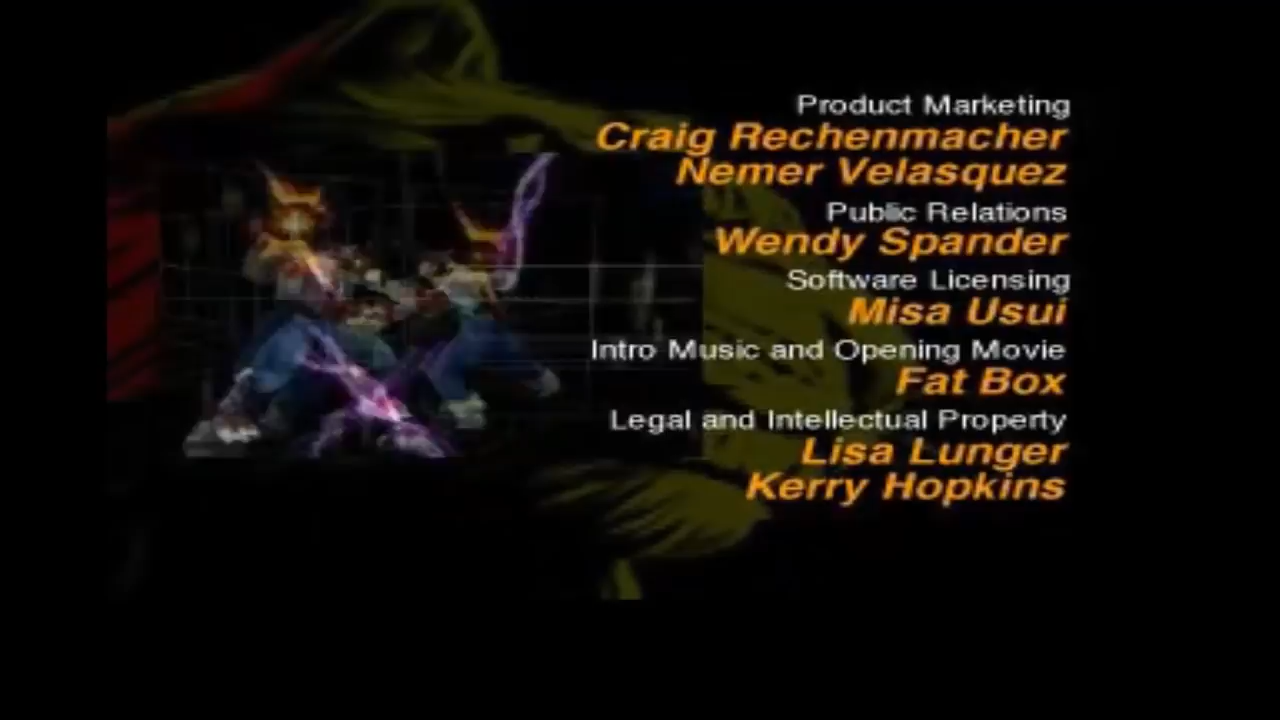 Product Marketing
Craig Rechenmacher
Nemer Velasquez
Public Relations
Wendy Spander
Software Licensing
Misa Usui
Intro Music and Opening Movie
Fat Box
Legal and Intellectual Property
Lisa Lunger
Kerry Hopkins